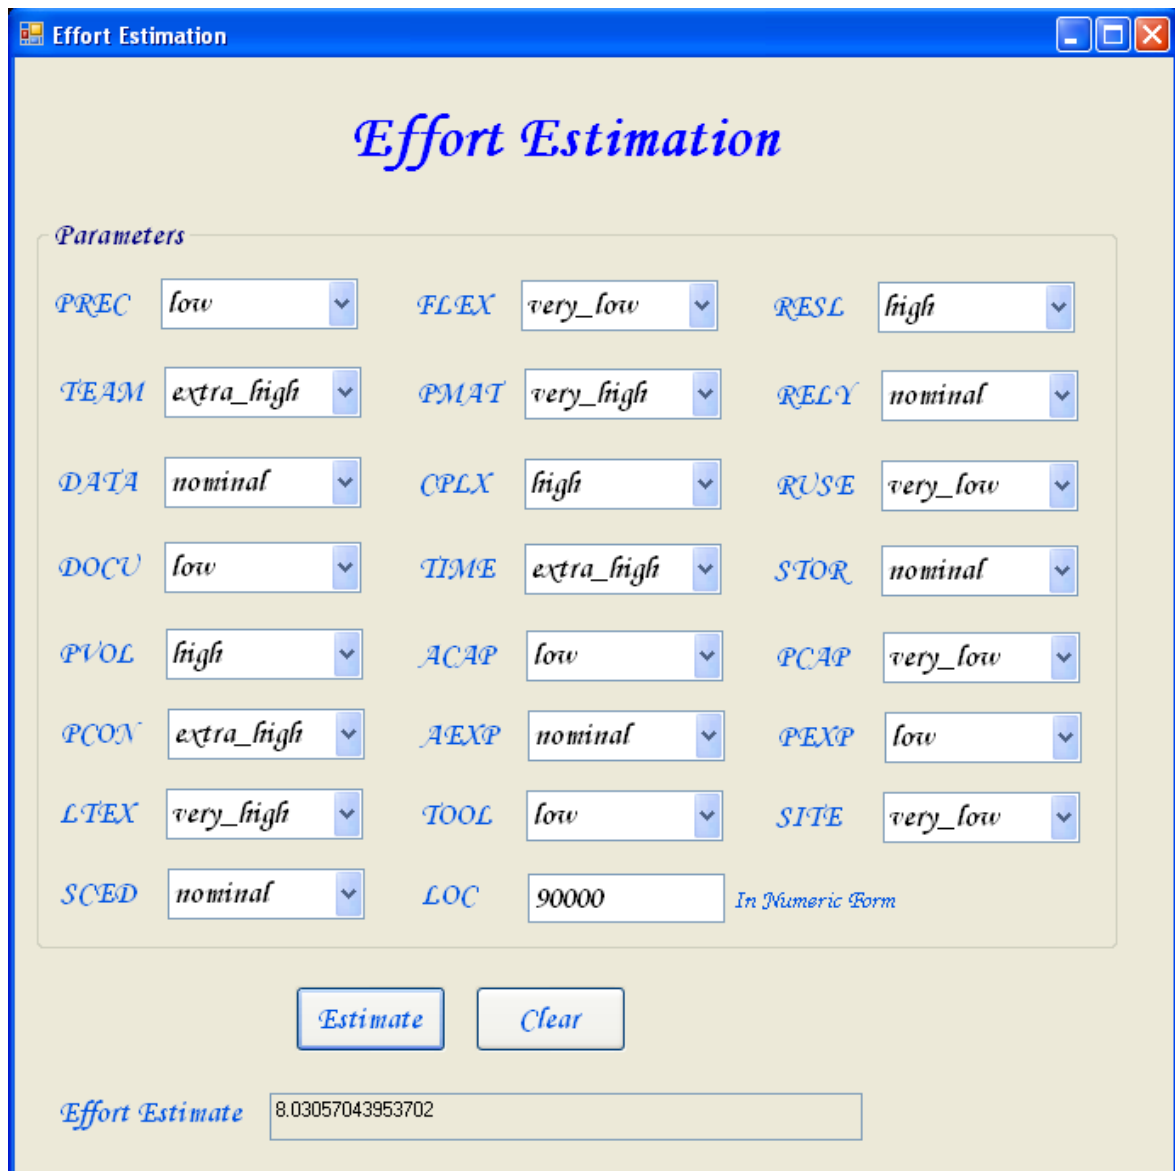 Effort Estimation
Effort Estimation
Parameters
PREC low FLEX very_low RESL high
TEAM extra_high PMAT very_high RELY nominal
DATA nominal CPLX high RUSE very_low
DOCU low TIME extra_high STOR nominal
PVOL high ACAP low PCAP very_low
PCON extra_high AEXP nominal PEXP low
LTEX very_high TOOL low SITE very_low
SCED nominal LOC 90000 In Numeric Form
Estimate Clear
Effort Estimate 8.03057043953702